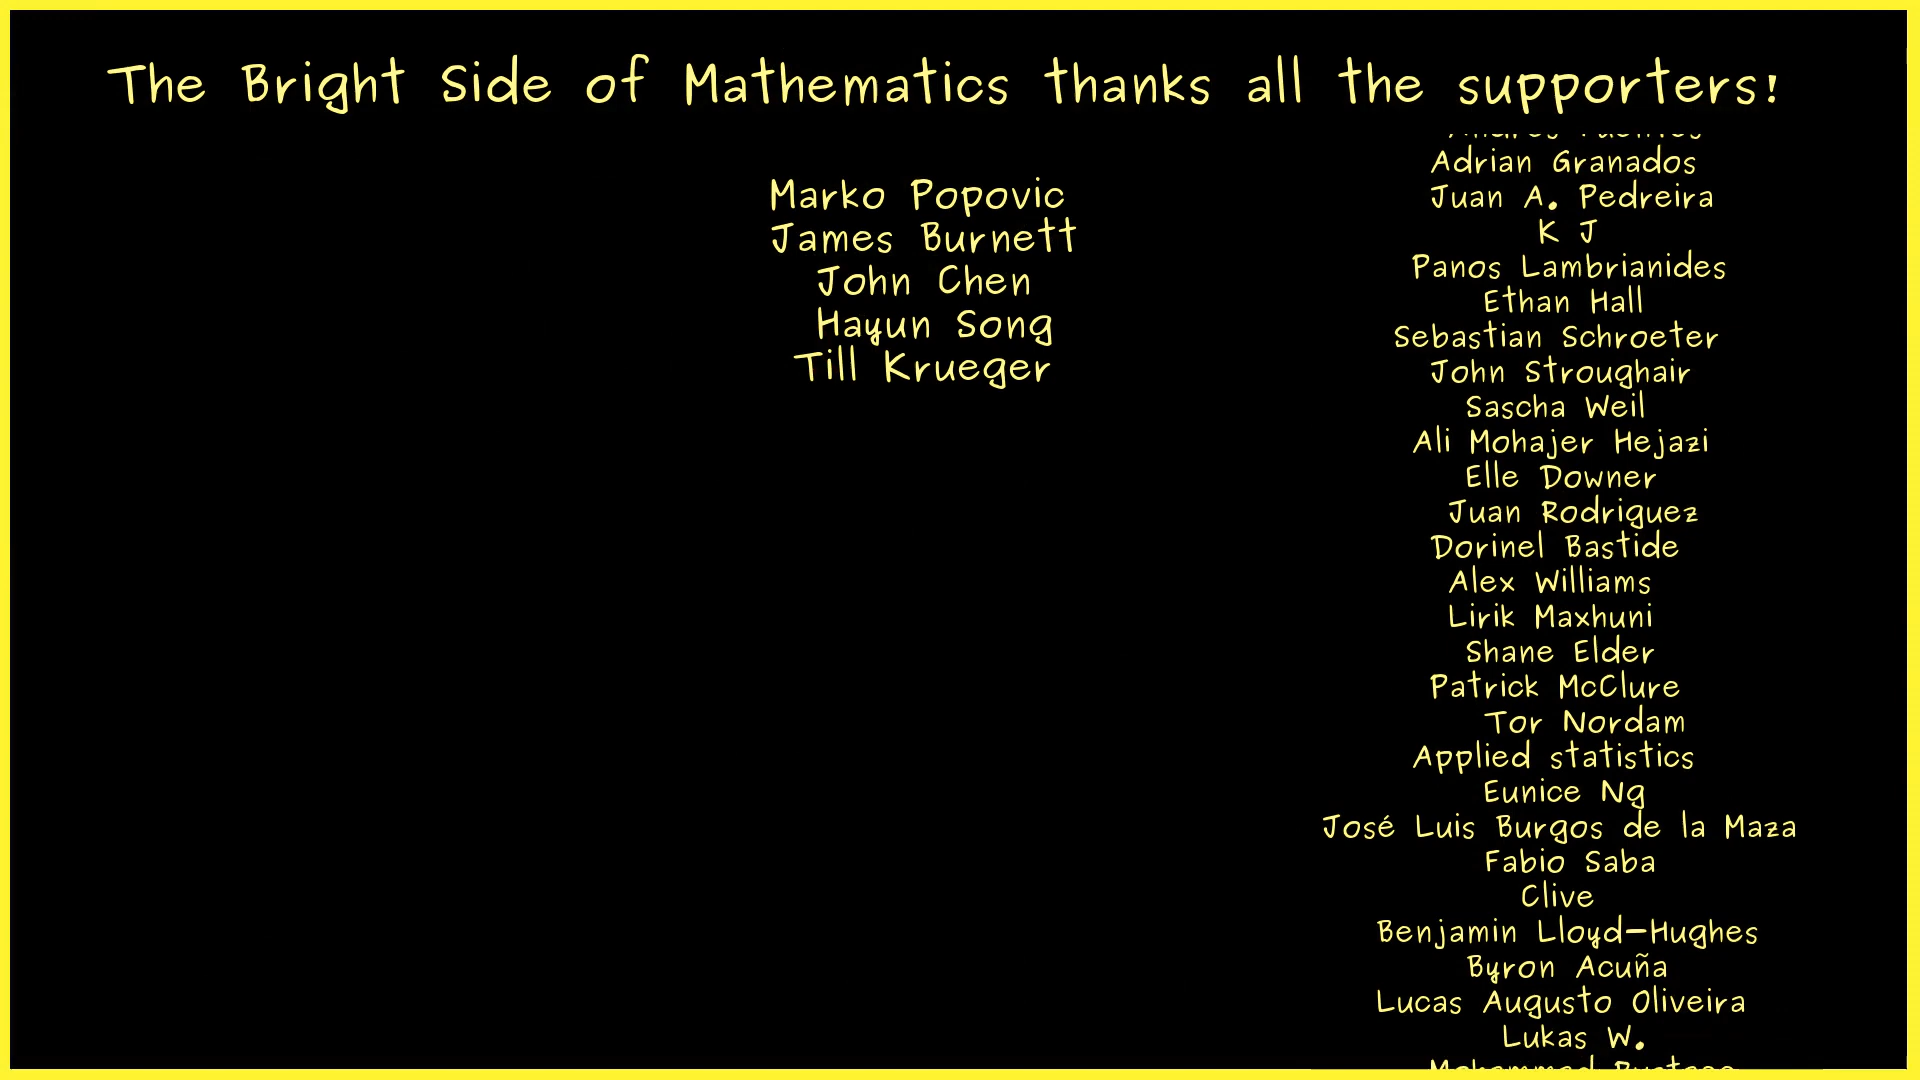 The Bright Side of Mathematics thanks all the supporters!
Marko Popovic
James Burnett
John Chen
Hayun Song
Till Krueger
Adrian Granados
Juan A. Pedreira
K J
Panos Lambrianides
Ethan Hall
Sebastian Schroeter
John Stroughair
Sascha Weil
Ali Mohajer Hejazi
Elle Downer
Juan Rodriguez
Dorinel Bastide
Alex Williams
Lirik Maxhuni
Shane Elder
Patrick McClure
Tor Nordam
Applied statistics
Eunice Ng
José Luis Burgos de la Maza
Fabio Saba
Clive
Benjamin Lloyd-Hughes
Byron Acuña
Lucas Augusto Oliveira
Lukas W.